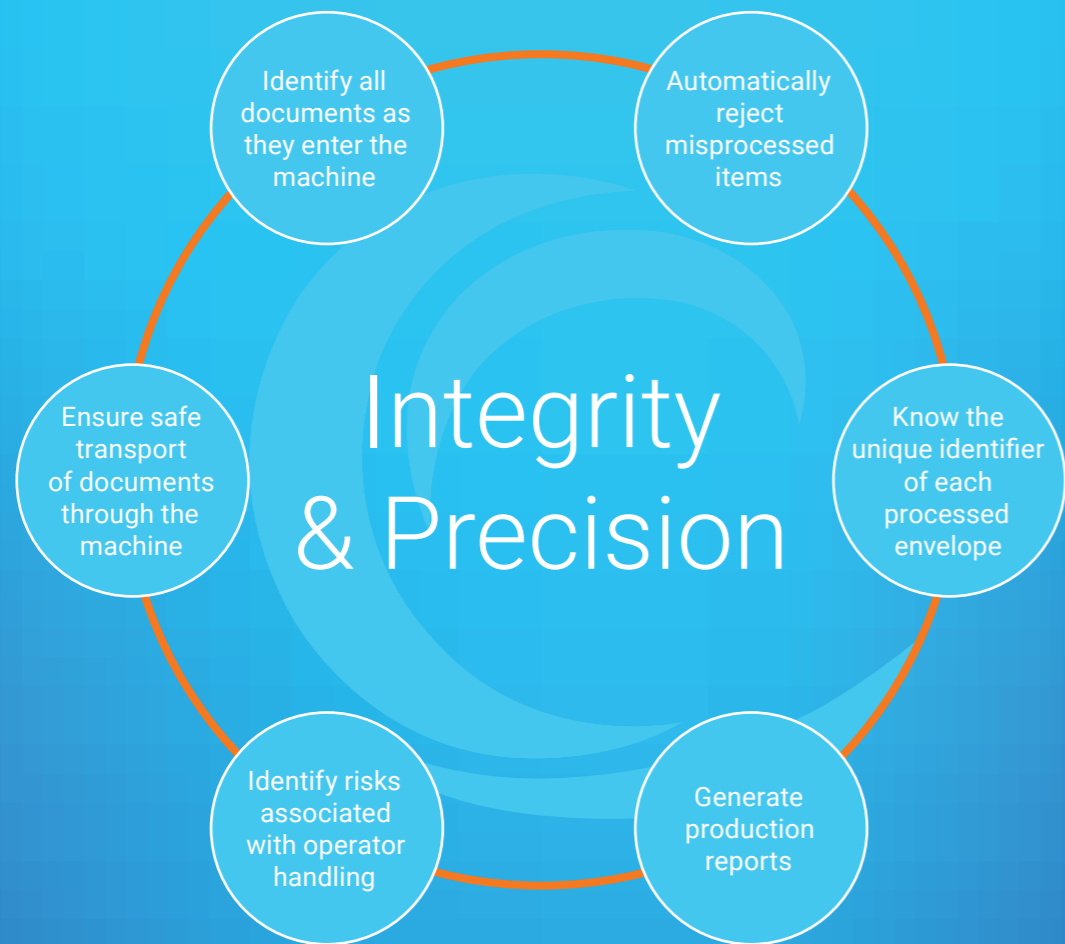 Identify all
documents as
they enter the
machine
Automatically
reject
misprocessed
items
Ensure safe
transport
of documents
through the
machine
Integrity
& Precision
Know the
unique identifier
of each
processed
envelope
Identify risks
associated
with operator
handling
Generate
production
reports